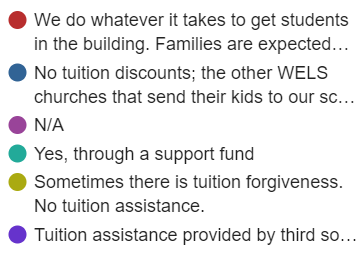 We do whatever it takes to get students
in the building. Families are expected…
No tuition discounts; the other WELS
churches that send their kids to our sc…
N/A
Yes, through a support fund
Sometimes there is tuition forgiveness.
No tuition assistance.
Tuition assistance provided by third so…